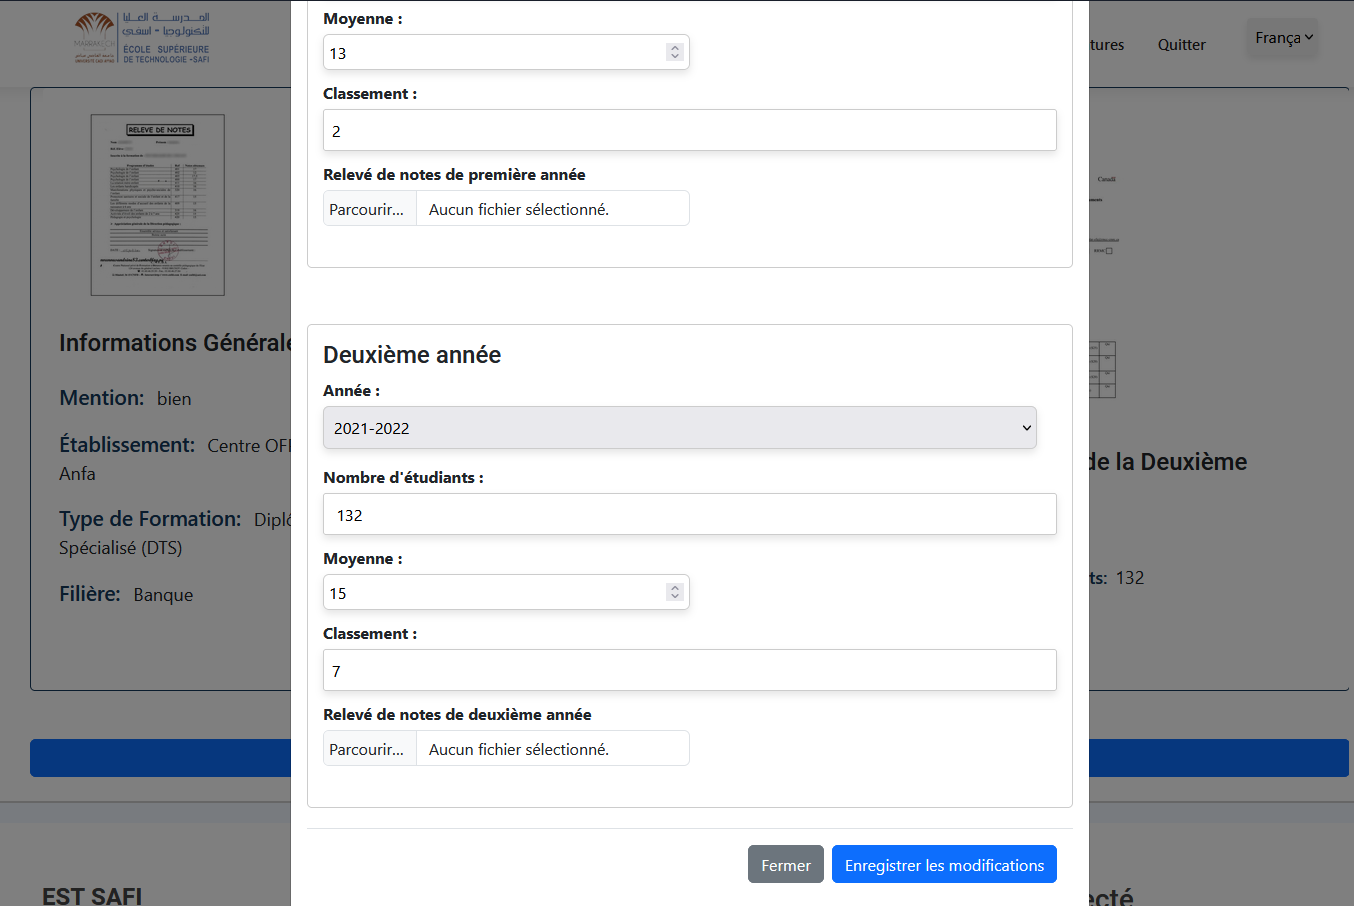 المدرسة العليا
للتكنولوجيا - آسفي
ÉCOLE SUPÉRIEURE
DE TECHNOLOGIE -SAFI
MARRAKECH
tures
Quitter
França
Moyenne :
13
Classement :
2
Relevé de notes de première année
Parcourir... Aucun fichier sélectionné.
RELEVE DE NOTES
Informations Générale
Mention: bien
Établissement: Centre OF
Anfa
Type de Formation: Dipl
Spécialisé (DTS)
Filière: Banque
Deuxième année
Année :
2021-2022
Nombre d'étudiants :
132
Moyenne :
15
Classement :
7
Relevé de notes de deuxième année
Parcourir... Aucun fichier sélectionné.
de la Deuxième
ts: 132
Fermer
Enregistrer les modifications
EST SAFI
ecté